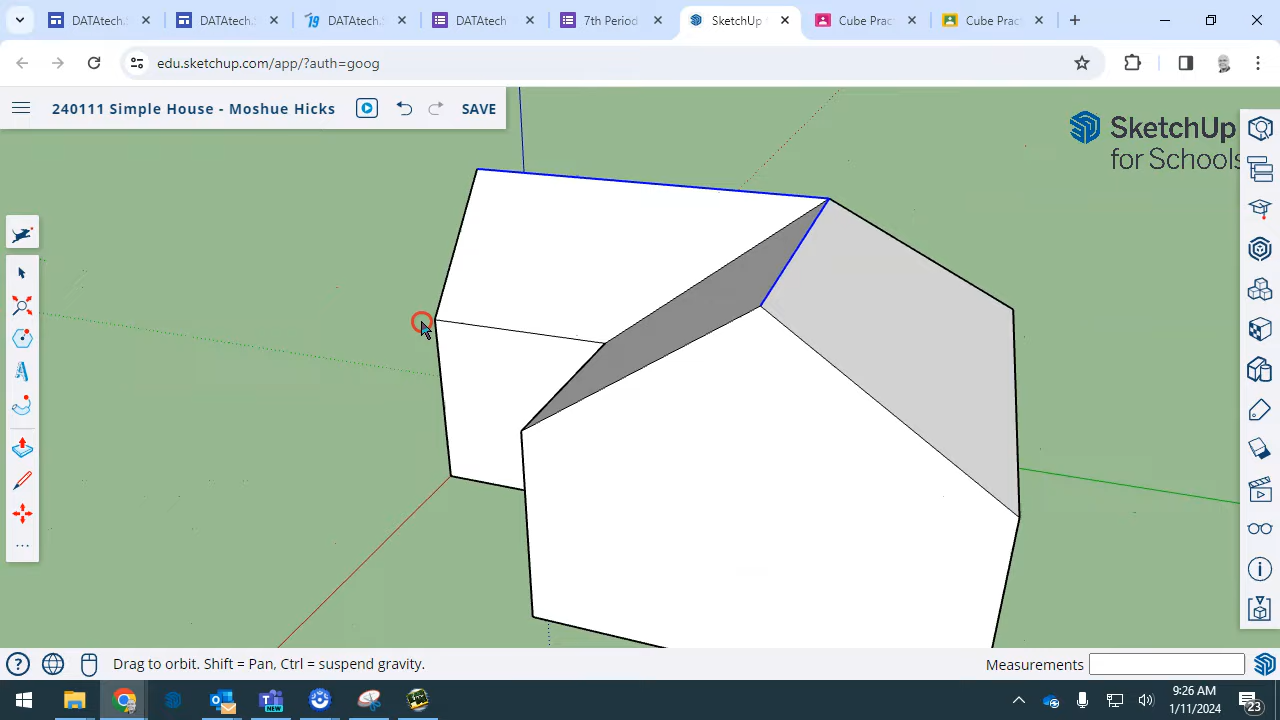 DATAtech.
DATAtech.
19 DATAtech.
DATAtech
7th Period
SketchUp
Cube Prac
Cube Prac
edu.sketchup.com/app/?auth=goog
240111 Simple House - Moshue Hicks
SAVE
SketchUp
for Schools
Drag to orbit. Shift = Pan, Ctrl = suspend gravity.
Measurements
NEW
9:26 AM
1/11/2024
23